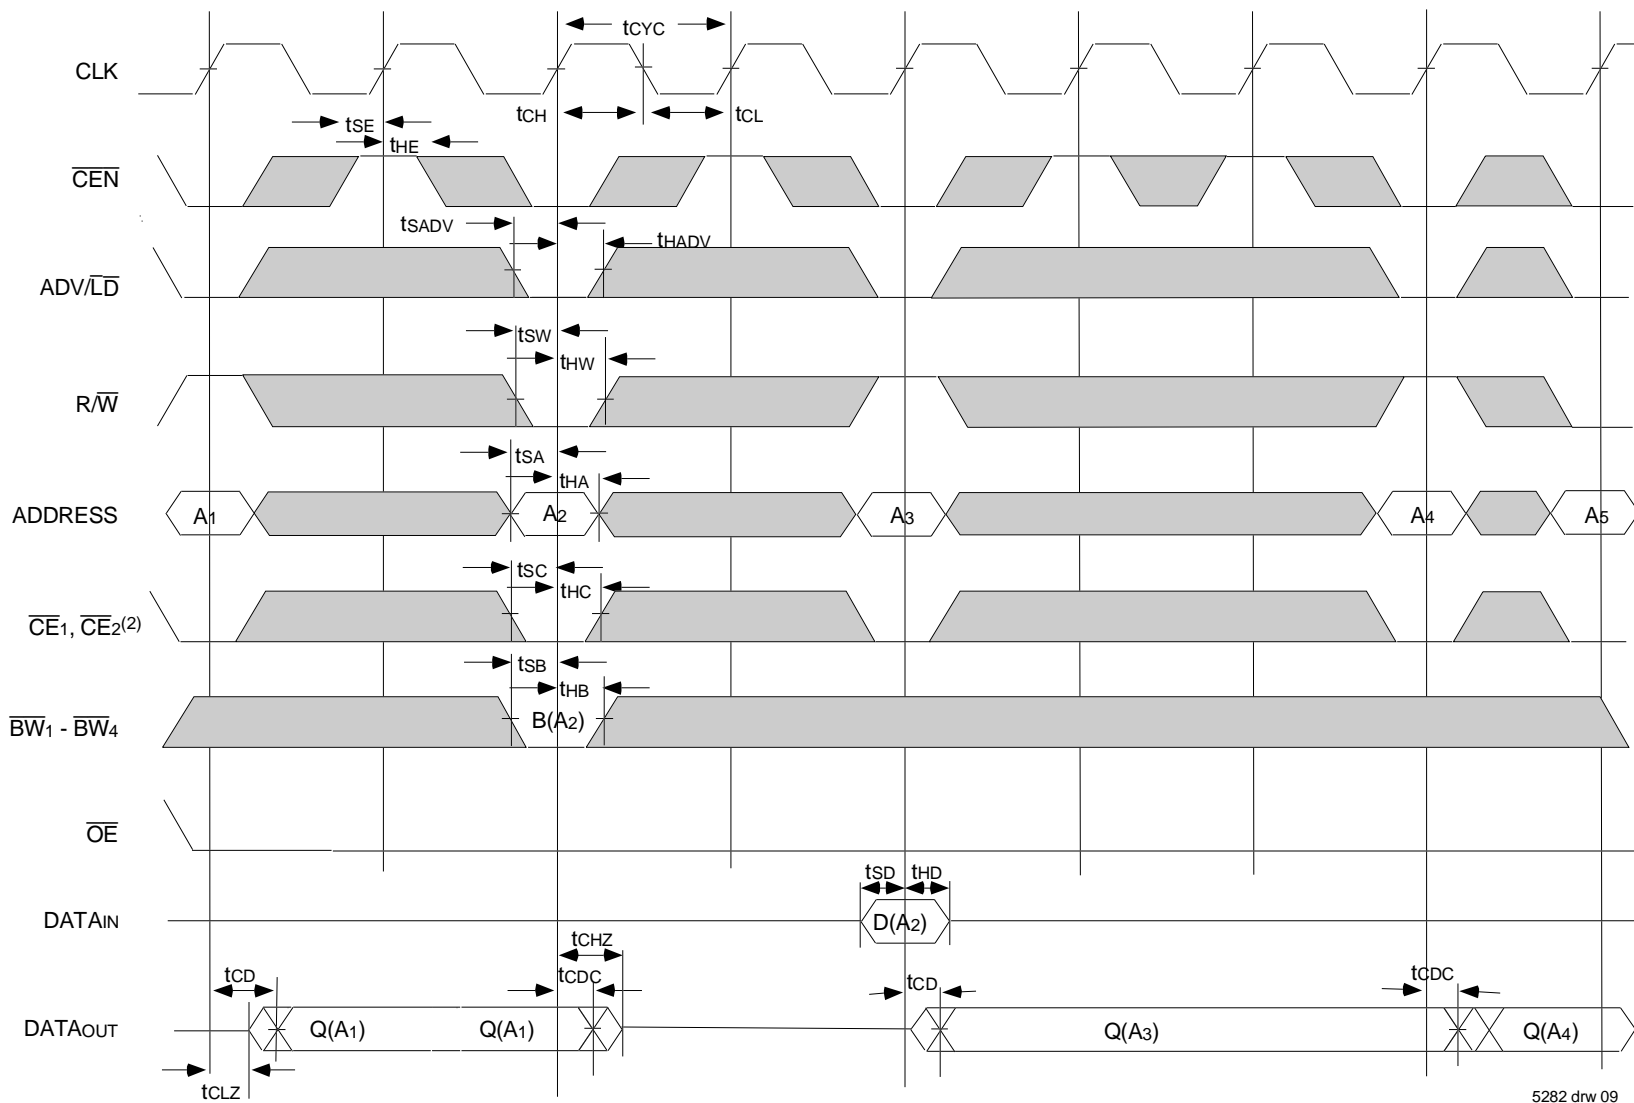 tCYC
CLK
tCH
tCL
tSE
tHE
CEN
tSADV
tHADV
ADV/LD
tSW
tHW
R/W
tSA
tHA
ADDRESS
A1
A2
A3
A4
A5
tSC
tHC
CE1, CE2(2)
tSB
tHB
BW1 - BW4
B(A2)
OE
tSD
tHD
DATAIN
D(A2)
tCHZ
tCD
tCDC
tCD
tCDC
DATAOUT
Q(A1)
Q(A1)
Q(A3)
Q(A4)
tCLZ
5282 drw 09